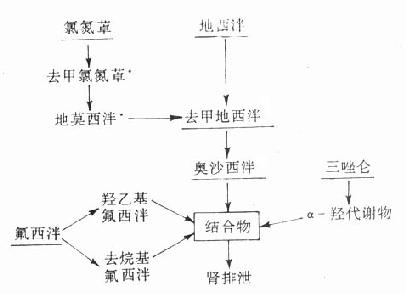 氯氮䓬
地西泮
去甲氯氮䓬*
地莫西泮*
去甲地西泮
奥沙西泮
三唑仑
羟乙基
氟西泮
氟西泮
结合物
α-羟代谢物
去烷基
氟西泮
肾排泄